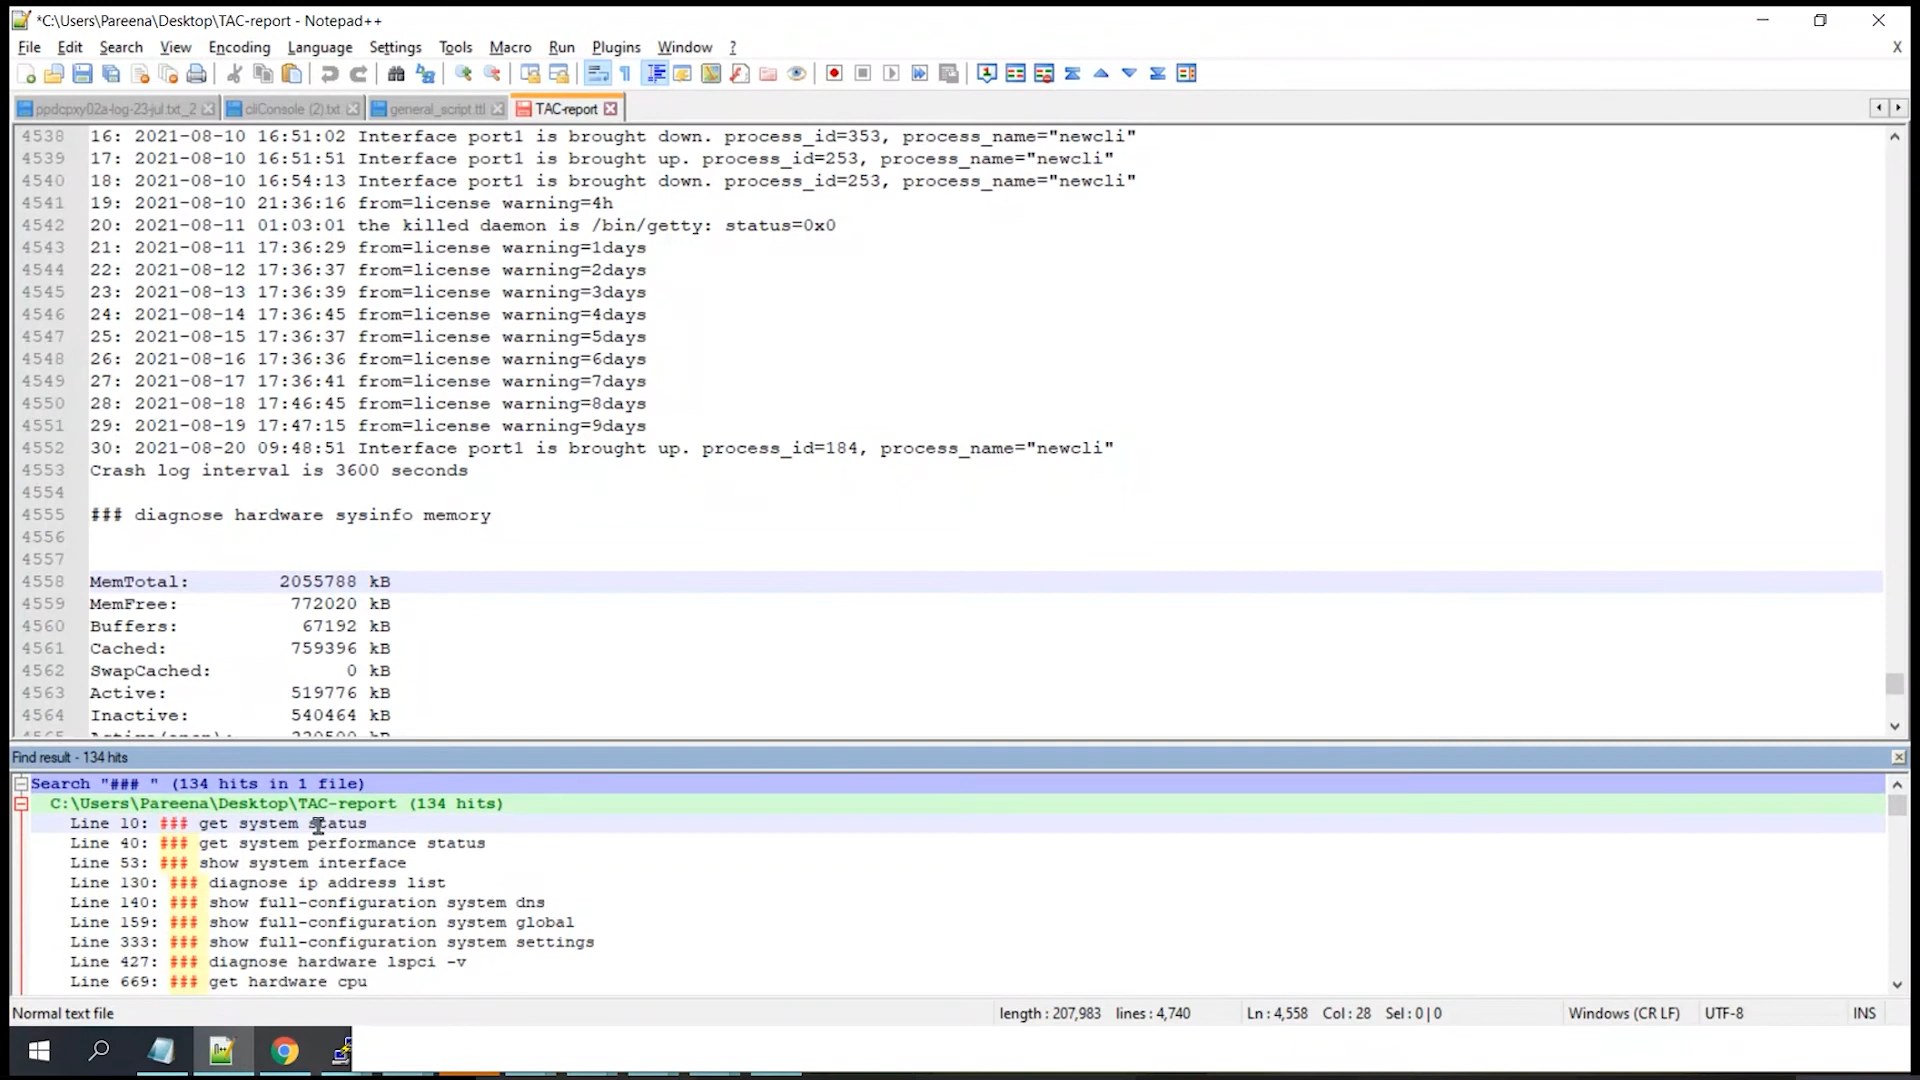 *C:\Users\Pareena\Desktop\TAC-report - Notepad++
File Edit Search View Encoding Language Settings Tools Macro Run Plugins Window ? X
ppdcpxy02a-log-23-jul.txt_2 cliConsole (2).txt general_script.ttl TAC-report
4538 16: 2021-08-10 16:51:02 Interface port1 is brought down. process_id=353, process_name="newcli"
4539 17: 2021-08-10 16:51:51 Interface port1 is brought up. process_id=253, process_name="newcli"
4540 18: 2021-08-10 16:54:13 Interface port1 is brought down. process_id=253, process_name="newcli"
4541 19: 2021-08-10 21:36:16 from=license warning=4h
4542 20: 2021-08-11 01:03:01 the killed daemon is /bin/getty: status=0x0
4543 21: 2021-08-11 17:36:29 from=license warning=1days
4544 22: 2021-08-12 17:36:37 from=license warning=2days
4545 23: 2021-08-13 17:36:39 from=license warning=3days
4546 24: 2021-08-14 17:36:45 from=license warning=4days
4547 25: 2021-08-15 17:36:37 from=license warning=5days
4548 26: 2021-08-16 17:36:36 from=license warning=6days
4549 27: 2021-08-17 17:36:41 from=license warning=7days
4550 28: 2021-08-18 17:46:45 from=license warning=8days
4551 29: 2021-08-19 17:47:15 from=license warning=9days
4552 30: 2021-08-20 09:48:51 Interface port1 is brought up. process_id=184, process_name="newcli"
4553 Crash log interval is 3600 seconds
4554
4555 ### diagnose hardware sysinfo memory
4556
4557
4558 MemTotal: 2055788 kB
4559 MemFree: 772020 kB
4560 Buffers: 67192 kB
4561 Cached: 759396 kB
4562 SwapCached: 0 kB
4563 Active: 519776 kB
4564 Inactive: 540464 kB
Find result - 134 hits
Search "### " (134 hits in 1 file)
C:\Users\Pareena\Desktop\TAC-report (134 hits)
Line 10: ### get system status
Line 40: ### get system performance status
Line 53: ### show system interface
Line 130: ### diagnose ip address list
Line 140: ### show full-configuration system dns
Line 159: ### show full-configuration system global
Line 333: ### show full-configuration system settings
Line 427: ### diagnose hardware lspci -v
Line 669: ### get hardware cpu
Normal text file length : 207,983 lines : 4,740 Ln : 4,558 Col : 28 Sel : 0 | 0 Windows (CR LF) UTF-8 INS